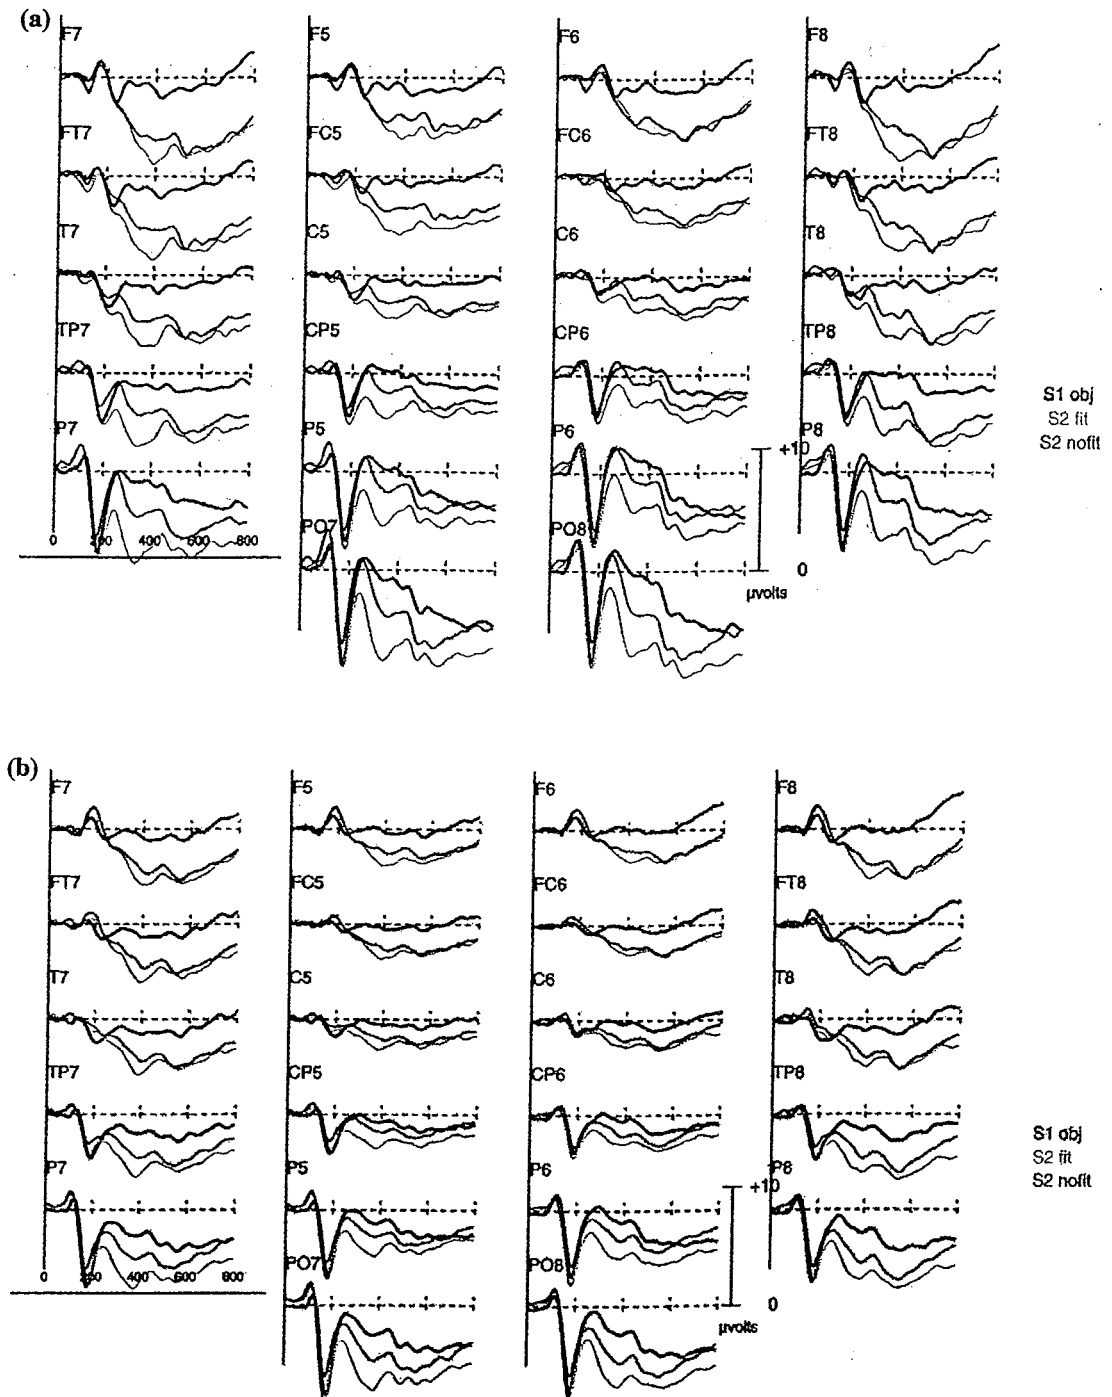 (a)
F7 F5 F6 F8
FT7 FC5 FC6 FT8
T7 C5 C6 T8
TP7 CP5 CP6 TP8
S1 obj
S2 fit
S2 nofit
P7 P5 P6 P8
+10
PO7 PO8
0 200 400 600 800
0
µvolts
(b)
F7 F5 F6 F8
FT7 FC5 FC6 FT8
T7 C5 C6 T8
TP7 CP5 CP6 TP8
S1 obj
S2 fit
S2 nofit
P7 P5 P6 P8
+10
PO7 PO8
0 200 400 600 800
0
µvolts